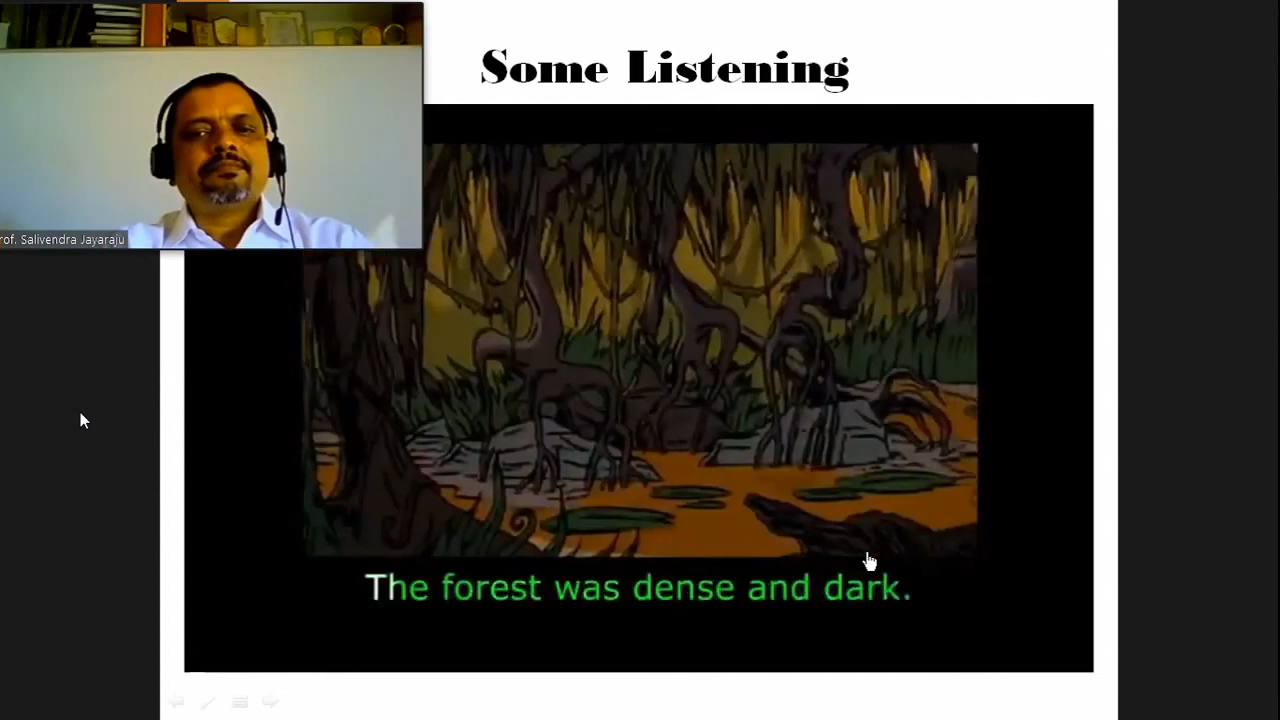 Some Listening
rof. Salivendra Jayaraju
The forest was dense and dark.